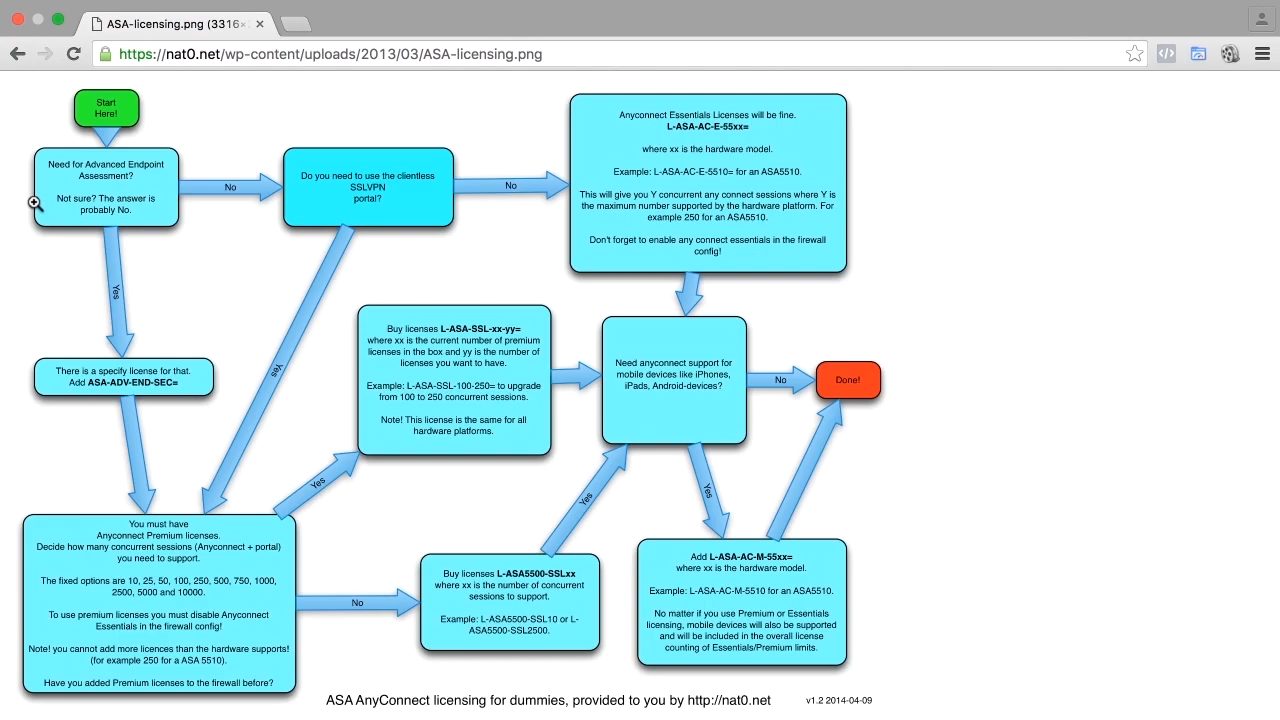 ASA-licensing.png (3316×
https://nat0.net/wp-content/uploads/2013/03/ASA-licensing.png
Start
Here!
Need for Advanced Endpoint
Assessment?
Not sure? The answer is
probably No.
No
Do you need to use the clientless
SSLVPN
portal?
No
Anyconnect Essentials Licenses will be fine.
L-ASA-AC-E-55xx=
where xx is the hardware model.
Example: L-ASA-AC-E-5510= for an ASA5510.
This will give you Y concurrent any connect sessions where Y is
the maximum number supported by the hardware platform. For
example 250 for an ASA5510.
Don't forget to enable any connect essentials in the firewall
config!
Yes
Yes
There is a specify license for that.
Add ASA-ADV-END-SEC=
Buy licenses L-ASA-SSL-xx-yy=
where xx is the current number of premium
licenses in the box and yy is the number of
licenses you want to have.
Example: L-ASA-SSL-100-250= to upgrade
from 100 to 250 concurrent sessions.
Note! This license is the same for all
hardware platforms.
Need anyconnect support for
mobile devices like iPhones,
iPads, Android-devices?
No
Done!
Yes
Yes
Yes
You must have
Anyconnect Premium licenses.
Decide how many concurrent sessions (Anyconnect + portal)
you need to support.
The fixed options are 10, 25, 50, 100, 250, 500, 750, 1000,
2500, 5000 and 10000.
To use premium licenses you must disable Anyconnect
Essentials in the firewall config!
Note! you cannot add more licences than the hardware supports!
(for example 250 for a ASA 5510).
Have you added Premium licenses to the firewall before?
No
Buy licenses L-ASA5500-SSLxx
where xx is the number of concurrent
sessions to support.
Example: L-ASA5500-SSL10 or L-
ASA5500-SSL2500.
Add L-ASA-AC-M-55xx=
where xx is the hardware model.
Example: L-ASA-AC-M-5510 for an ASA5510.
No matter if you use Premium or Essentials
licensing, mobile devices will also be supported
and will be included in the overall license
counting of Essentials/Premium limits.
ASA AnyConnect licensing for dummies, provided to you by http://nat0.net
v1.2 2014-04-09